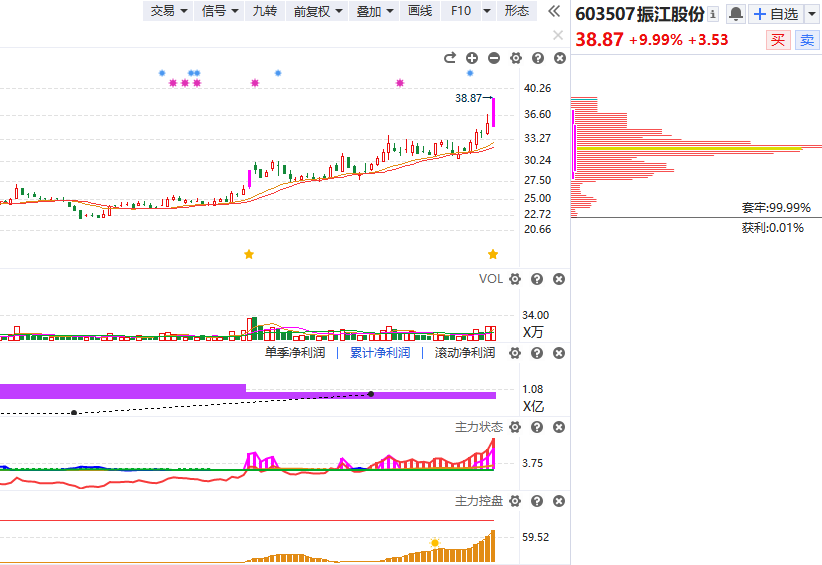 交易 信号 九转 前复权 叠加 画线 F10 形态
603507振江股份 自选
38.87 +9.99% +3.53 买 卖
38.87
40.26
36.60
33.27
30.24
27.50
25.00
22.72
20.66
套牢:99.99%
获利:0.01%
VOL
34.00
X万
单季净利润 | 累计净利润 | 滚动净利润
1.08
X亿
主力状态
3.75
主力控盘
59.52